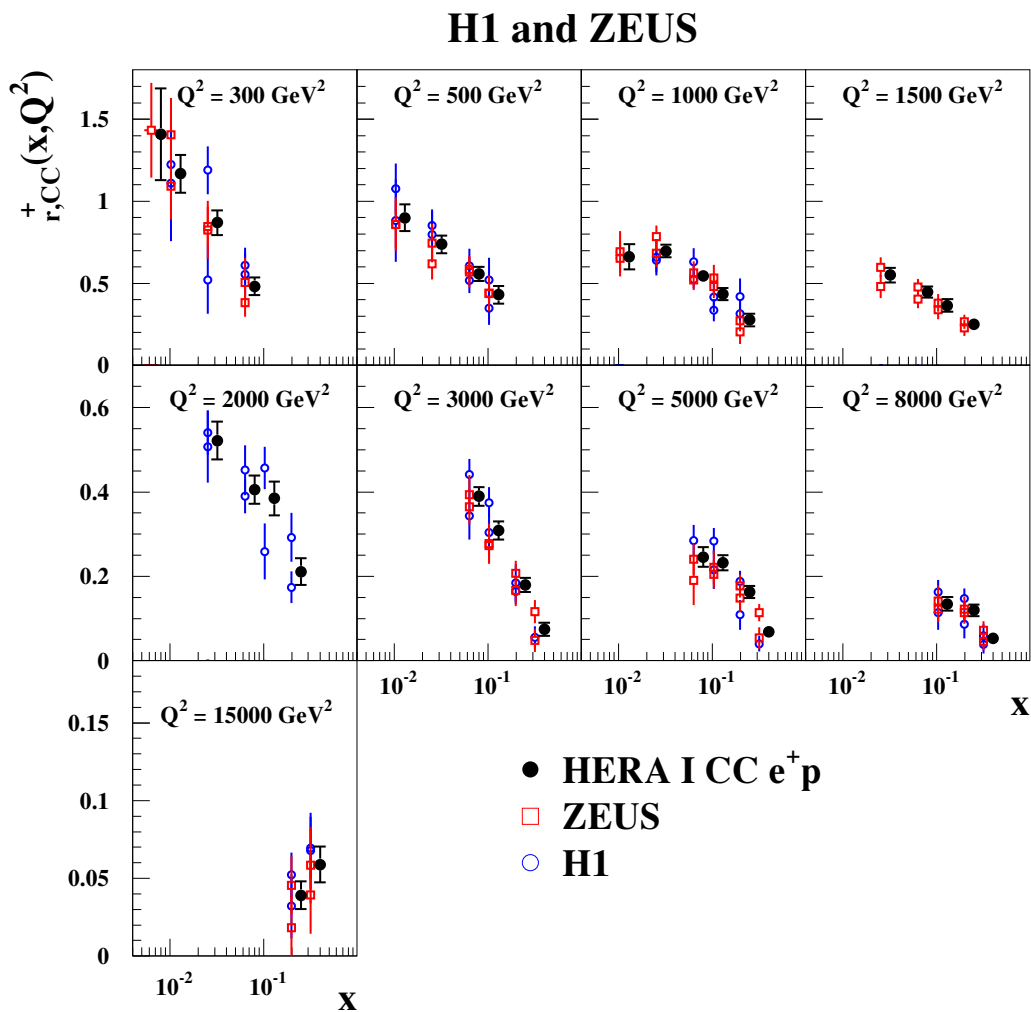 H1 and ZEUS
+
r,CC(x,Q²)
Q² = 300 GeV²
Q² = 500 GeV²
Q² = 1000 GeV²
Q² = 1500 GeV²
1.5
1
0.5
0
Q² = 2000 GeV²
Q² = 3000 GeV²
Q² = 5000 GeV²
Q² = 8000 GeV²
0.6
0.4
0.2
0
10⁻² 10⁻¹ 10⁻² 10⁻¹ 10⁻² 10⁻¹
x
Q² = 15000 GeV²
0.15
0.1
0.05
0
10⁻² 10⁻¹
x
HERA I CC e⁺p
ZEUS
H1